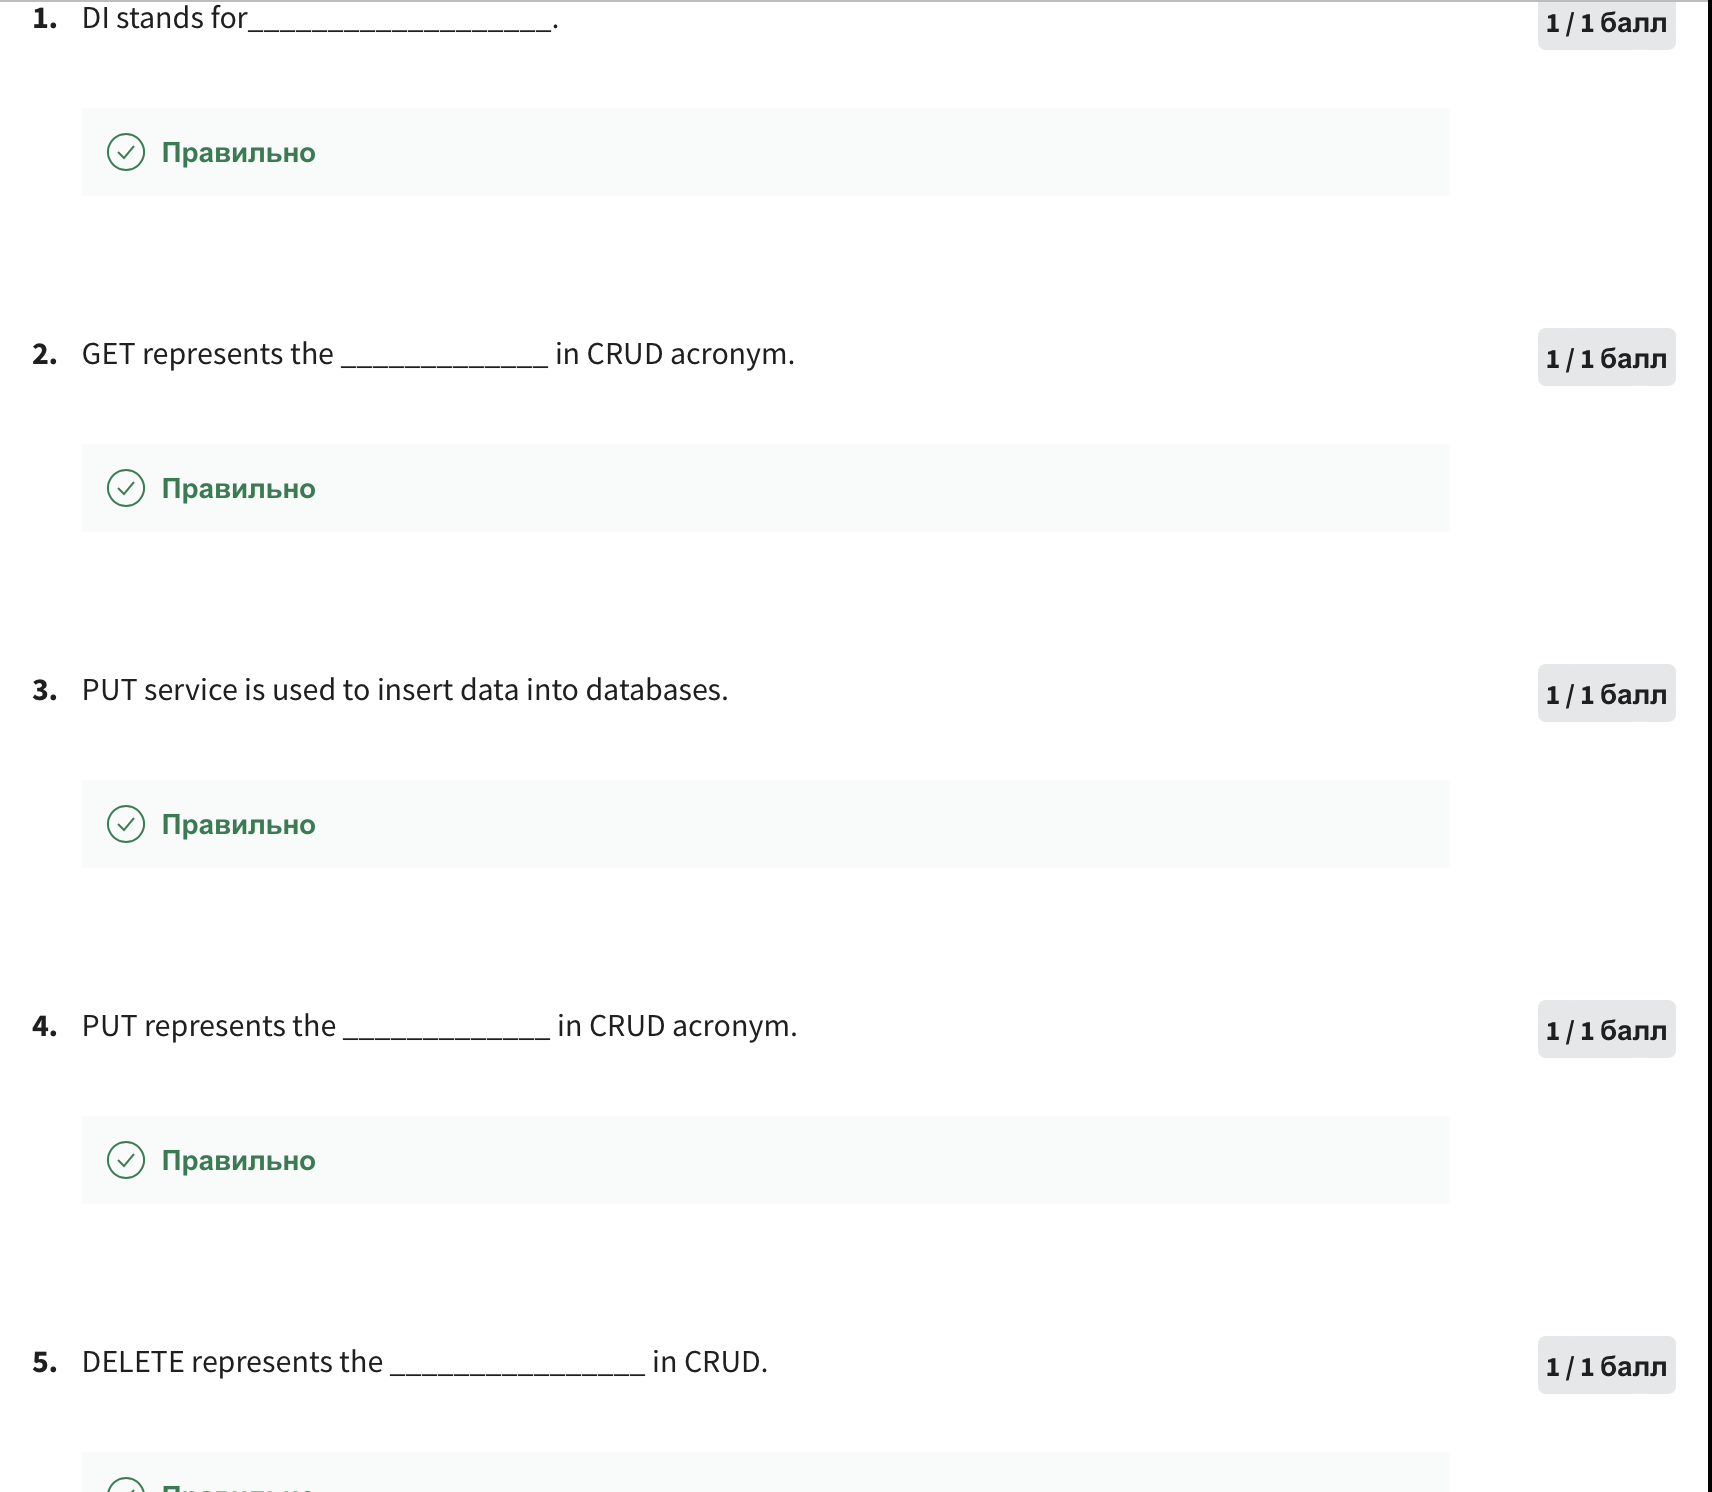 1. DI stands for___________________.
1 / 1 балл
Правильно
2. GET represents the _____________ in CRUD acronym.
1 / 1 балл
Правильно
3. PUT service is used to insert data into databases.
1 / 1 балл
Правильно
4. PUT represents the _____________ in CRUD acronym.
1 / 1 балл
Правильно
5. DELETE represents the ________________ in CRUD.
1 / 1 балл